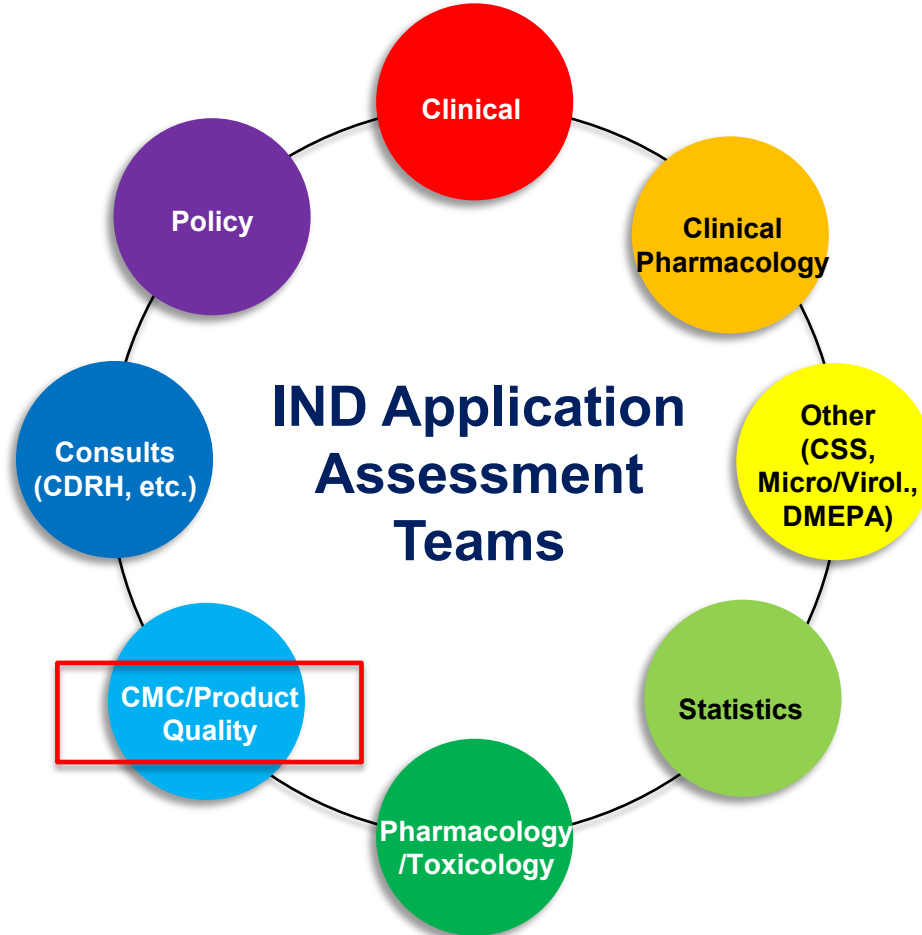 Clinical
Policy
Clinical
Pharmacology
IND Application
Assessment
Teams
Consults
(CDRH, etc.)
Other
(CSS,
Micro/Virol.,
DMEPA)
CMC/Product
Quality
Statistics
Pharmacology
/Toxicology